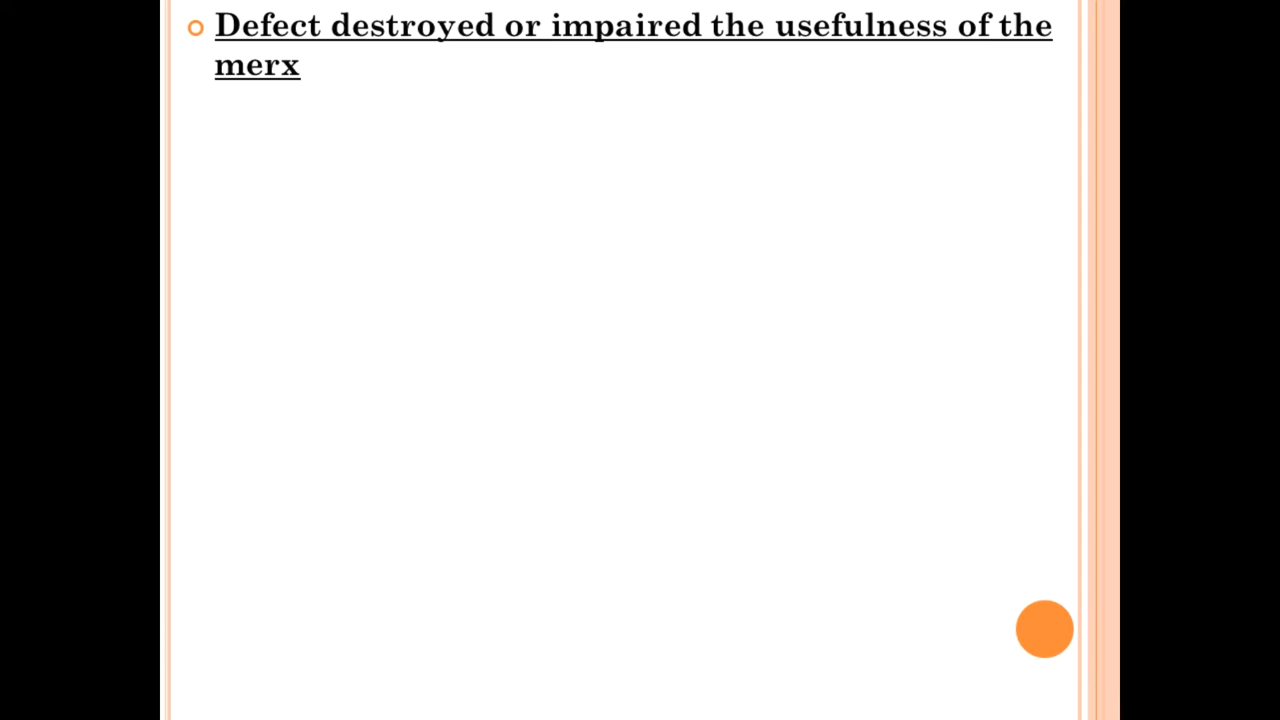 Defect destroyed or impaired the usefulness of the
merx